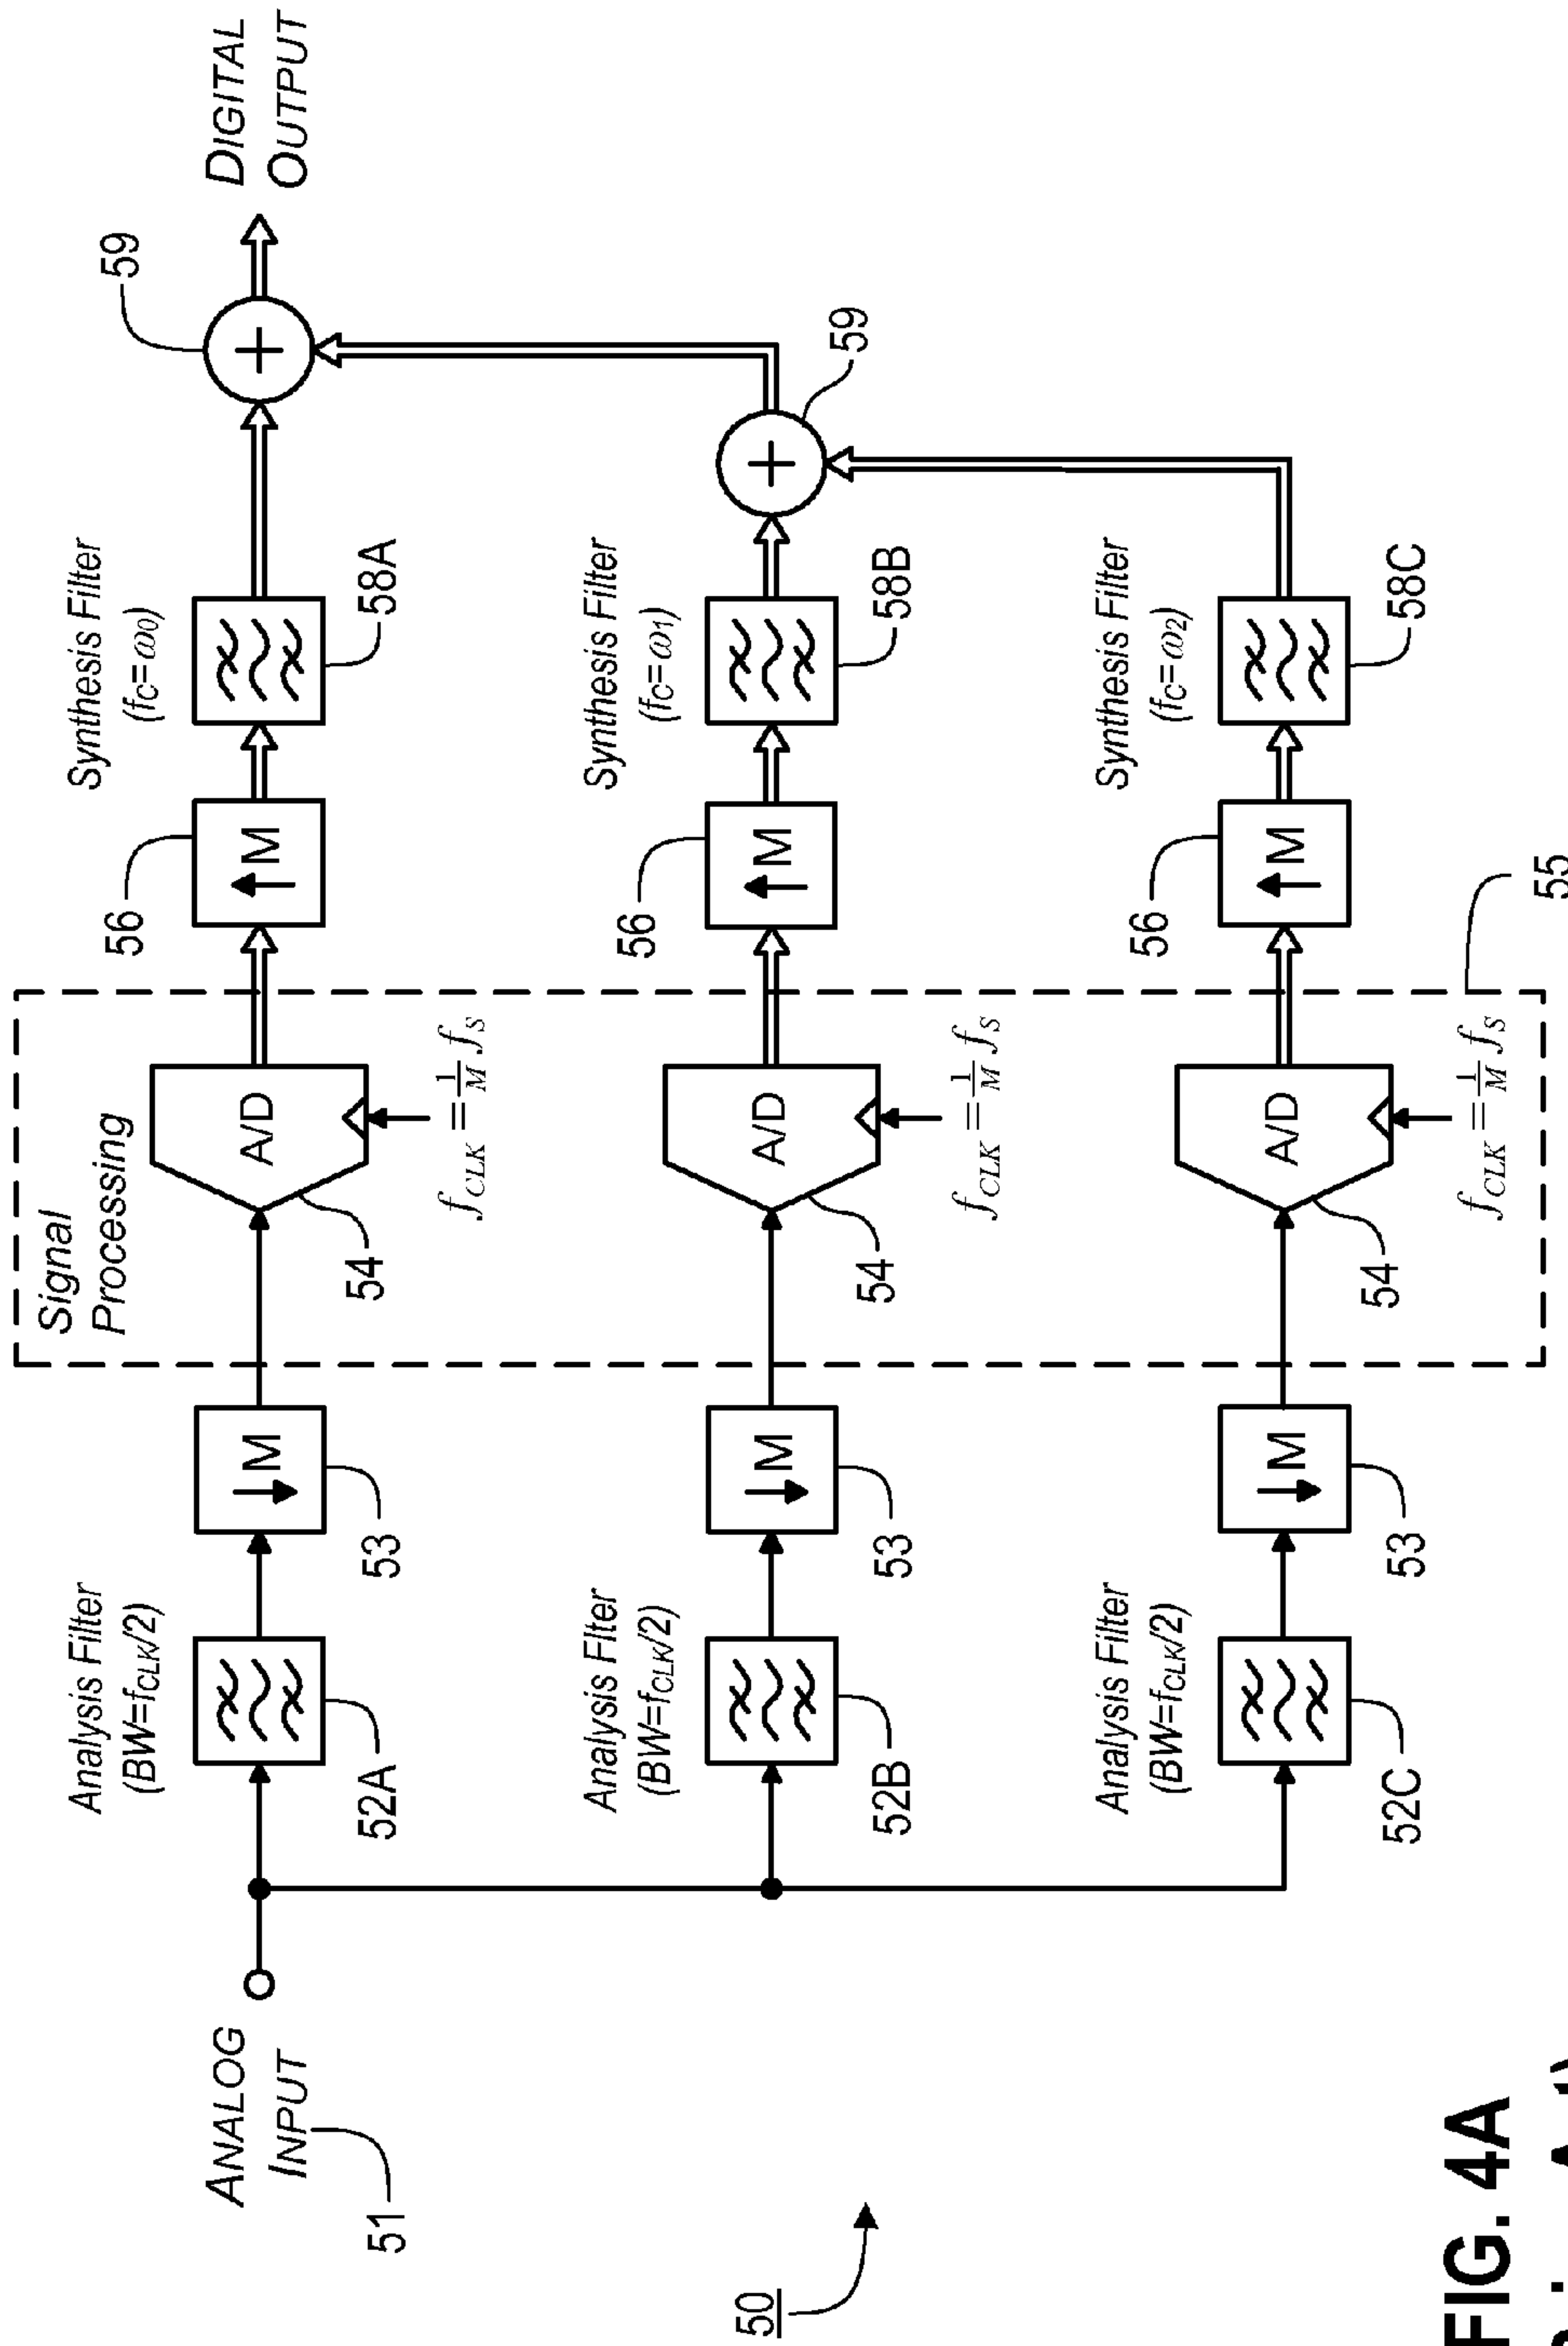 Signal
Processing
ANALOG
INPUT
51
Analysis Filter
(BW=fCLK/2)
52A
M
53
A/D
54
fCLK = 1/M fS
56
M
Synthesis Filter
(fC=ω0)
58A
59
DIGITAL
OUTPUT
Analysis Flter
(BW=fCLK/2)
52B
M
53
A/D
54
fCLK = 1/M fS
56
M
Synthesis Filter
(fC=ω1)
58B
59
Analysis Filter
(BW=fCLK/2)
52C
M
53
A/D
54
fCLK = 1/M fS
56
M
Synthesis Filter
(fC=ω2)
58C
55
50
FIG. 4A